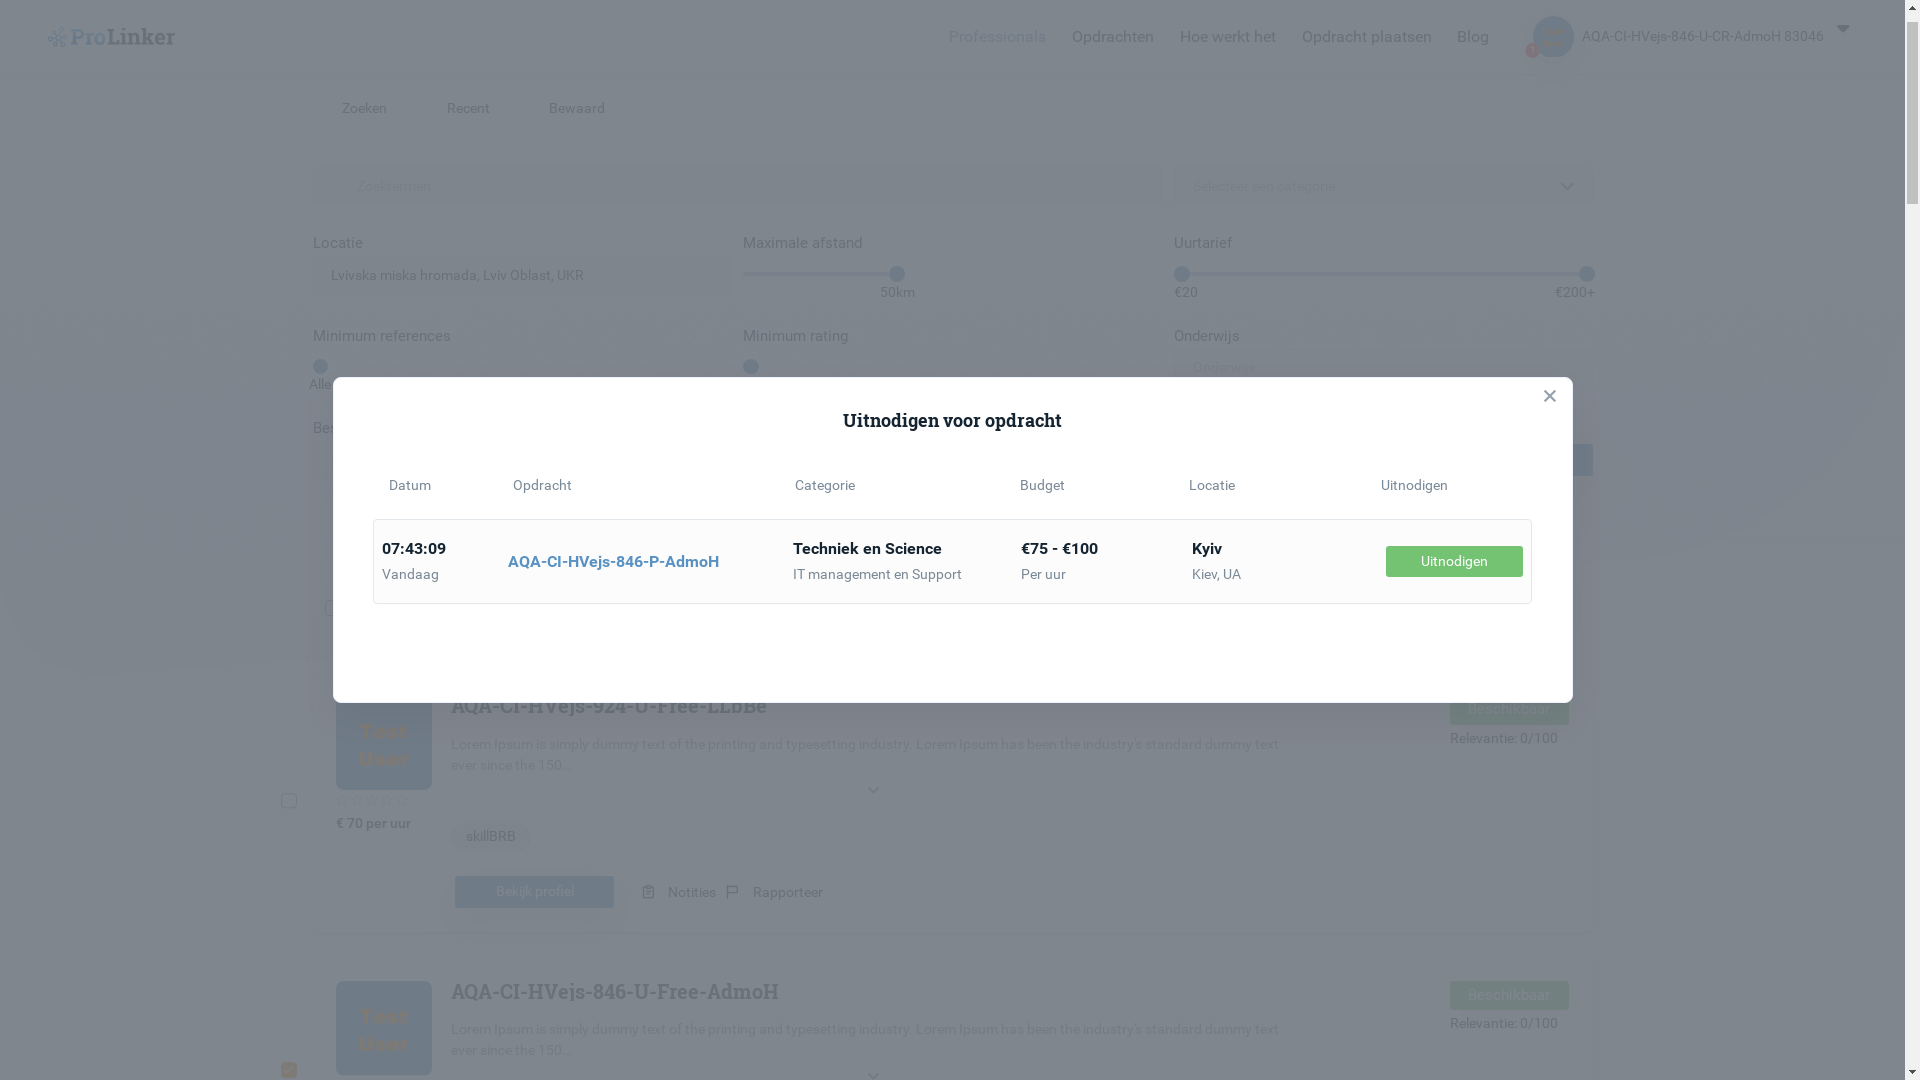 ProLinker
Professionals Opdrachten Hoe werkt het Opdracht plaatsen Blog AQA-CI-HVejs-846-U-CR-AdmoH 83046
Zoeken Recent Bewaard
Zoektermen Selecteer een categorie
Locatie Maximale afstand Uurtarief
Lvivska miska hromada, Lviv Oblast, UKR
50km €20 €200+
Minimum references Minimum rating Onderwijs
Onderwijs
Alle
Uitnodigen voor opdracht
Datum Opdracht Categorie Budget Locatie Uitnodigen
07:43:09 Techniek en Science €75 - €100 Kyiv
AQA-CI-HVejs-846-P-AdmoH Uitnodigen
Vandaag IT management en Support Per uur Kiev, UA
AQA-CI-HVejs-924-U-Free-LLbBe Beschikbaar
Test
User
Lorem Ipsum is simply dummy text of the printing and typesetting industry. Lorem Ipsum has been the industry's standard dummy text
ever since the 150...
Relevantie: 0/100
€ 70 per uur
skillBRB
Bekijk profiel Notities Rapporteer
AQA-CI-HVejs-846-U-Free-AdmoH Beschikbaar
Test
User
Lorem Ipsum is simply dummy text of the printing and typesetting industry. Lorem Ipsum has been the industry's standard dummy text
ever since the 150...
Relevantie: 0/100